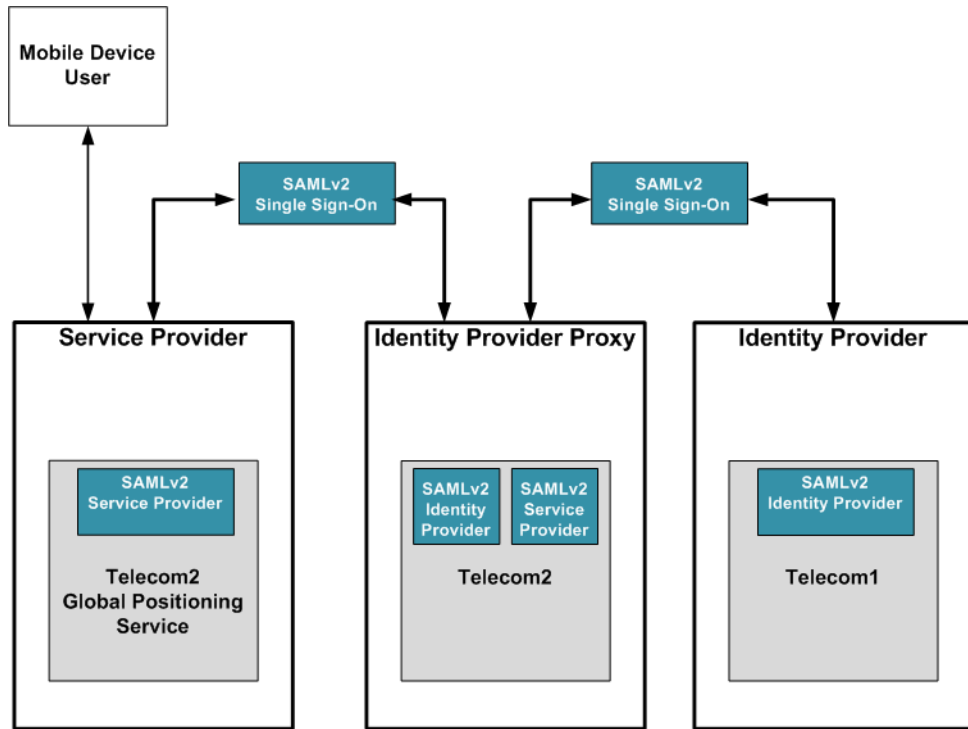 Mobile Device
User
SAMLv2
Single Sign-On
SAMLv2
Single Sign-On
Service Provider
SAMLv2
Service Provider
Telecom2
Global Positioning
Service
Identity Provider Proxy
SAMLv2
Identity
Provider
SAMLv2
Service
Provider
Telecom2
Identity Provider
SAMLv2
Identity Provider
Telecom1